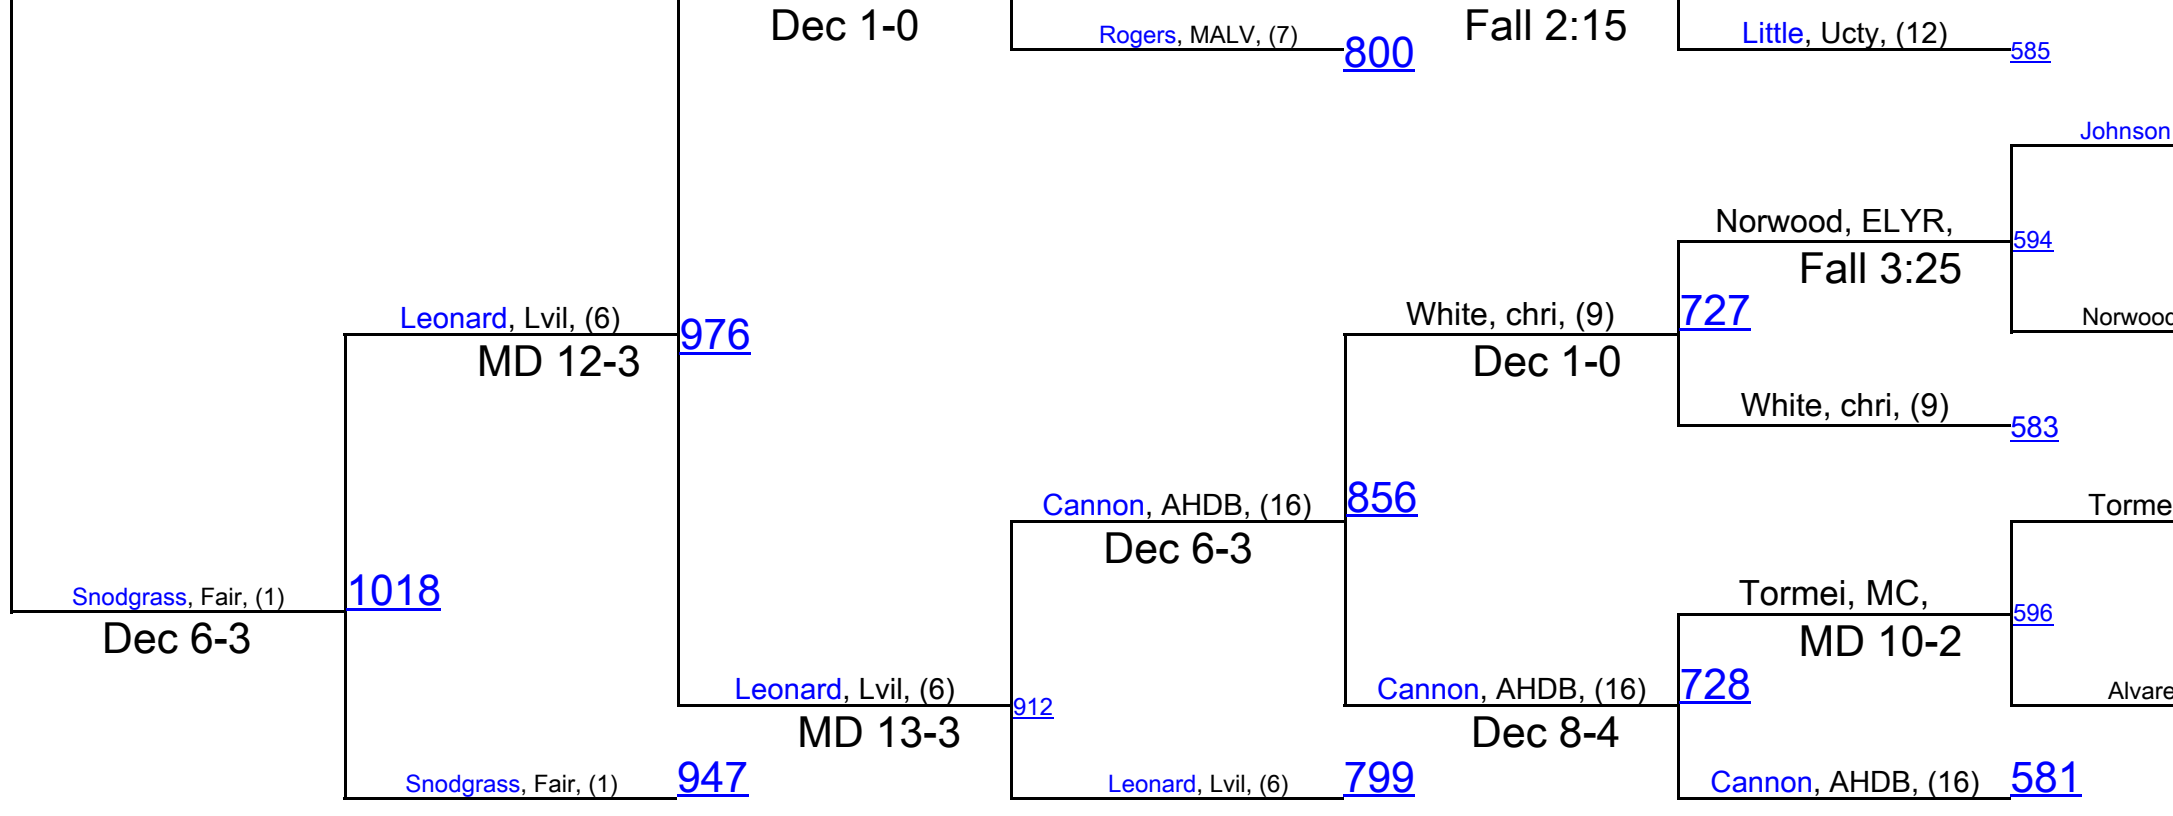 Dec 1-0
Rogers, MALV, (7)
800
Fall 2:15
Little, Ucty, (12)
585
Johnson
Norwood, ELYR,
594
Fall 3:25
Leonard, Lvil, (6)
976
MD 12-3
White, chri, (9)
727
Dec 1-0
Norwood
White, chri, (9)
583
Cannon, AHDB, (16)
856
Dec 6-3
Torme
Snodgrass, Fair, (1)
1018
Dec 6-3
Tormei, MC,
596
MD 10-2
Leonard, Lvil, (6)
912
MD 13-3
Cannon, AHDB, (16)
728
Dec 8-4
Alvare
Snodgrass, Fair, (1)
947
Leonard, Lvil, (6)
799
Cannon, AHDB, (16)
581